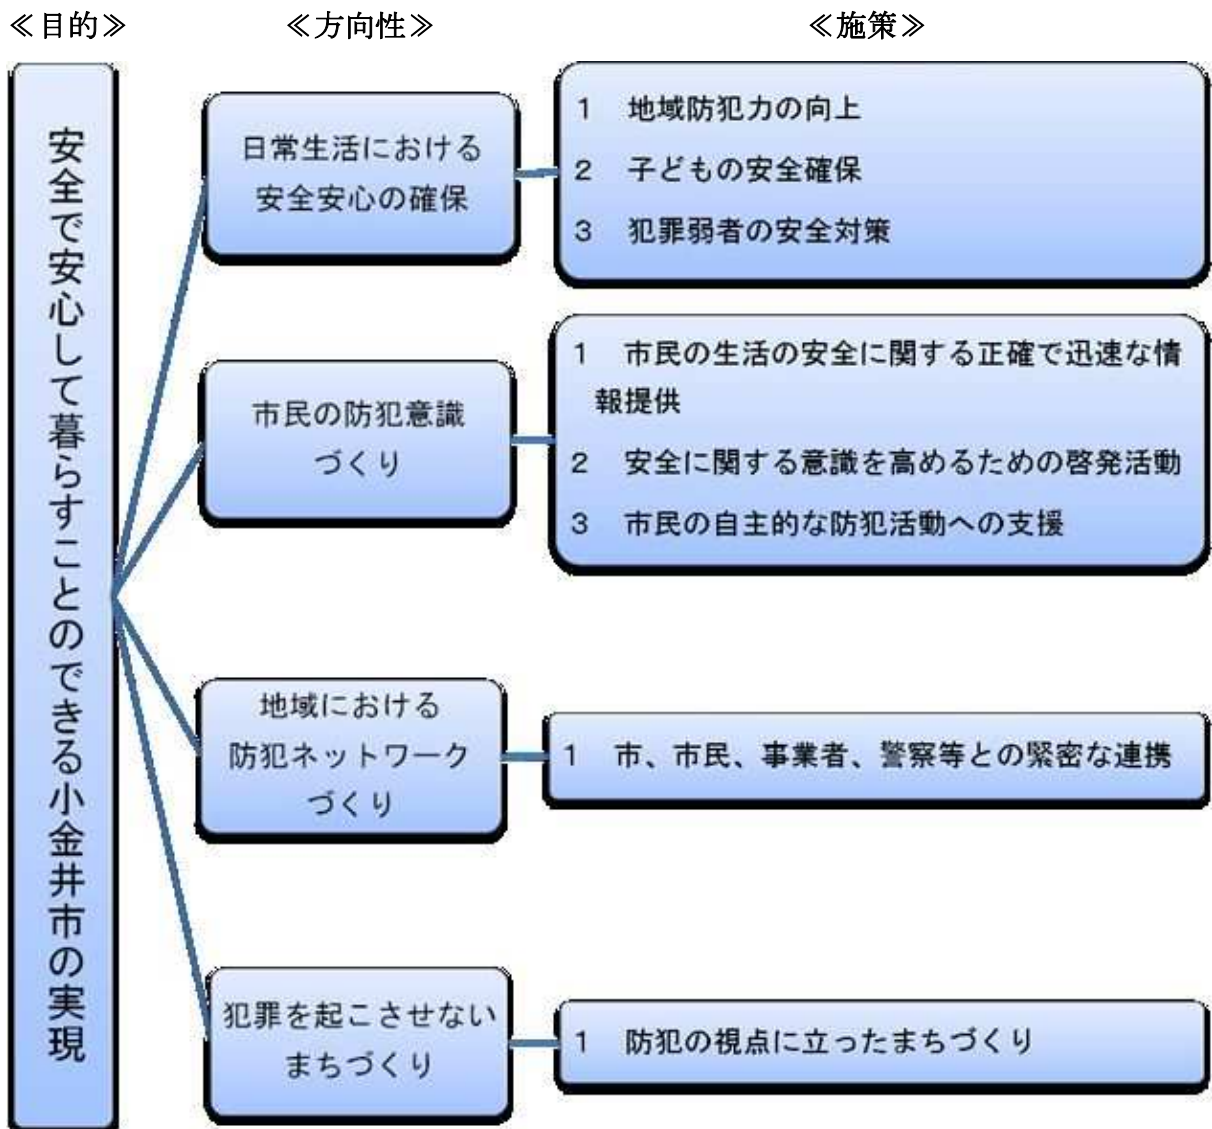 ≪目的≫
≪方向性≫
≪施策≫
安全で安心して暮らすことのできる小金井市の実現
日常生活における
安全安心の確保
1 地域防犯力の向上
2 子どもの安全確保
3 犯罪弱者の安全対策
市民の防犯意識
づくり
1 市民の生活の安全に関する正確で迅速な情
報提供
2 安全に関する意識を高めるための啓発活動
3 市民の自主的な防犯活動への支援
地域における
防犯ネットワーク
づくり
1 市、市民、事業者、警察等との緊密な連携
犯罪を起こさせない
まちづくり
1 防犯の視点に立ったまちづくり